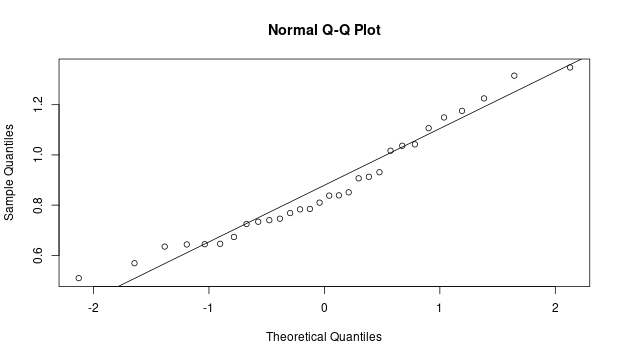 Normal Q-Q Plot
Sample Quantiles
1.2
1.0
0.8
0.6
-2 -1 0 1 2
Theoretical Quantiles